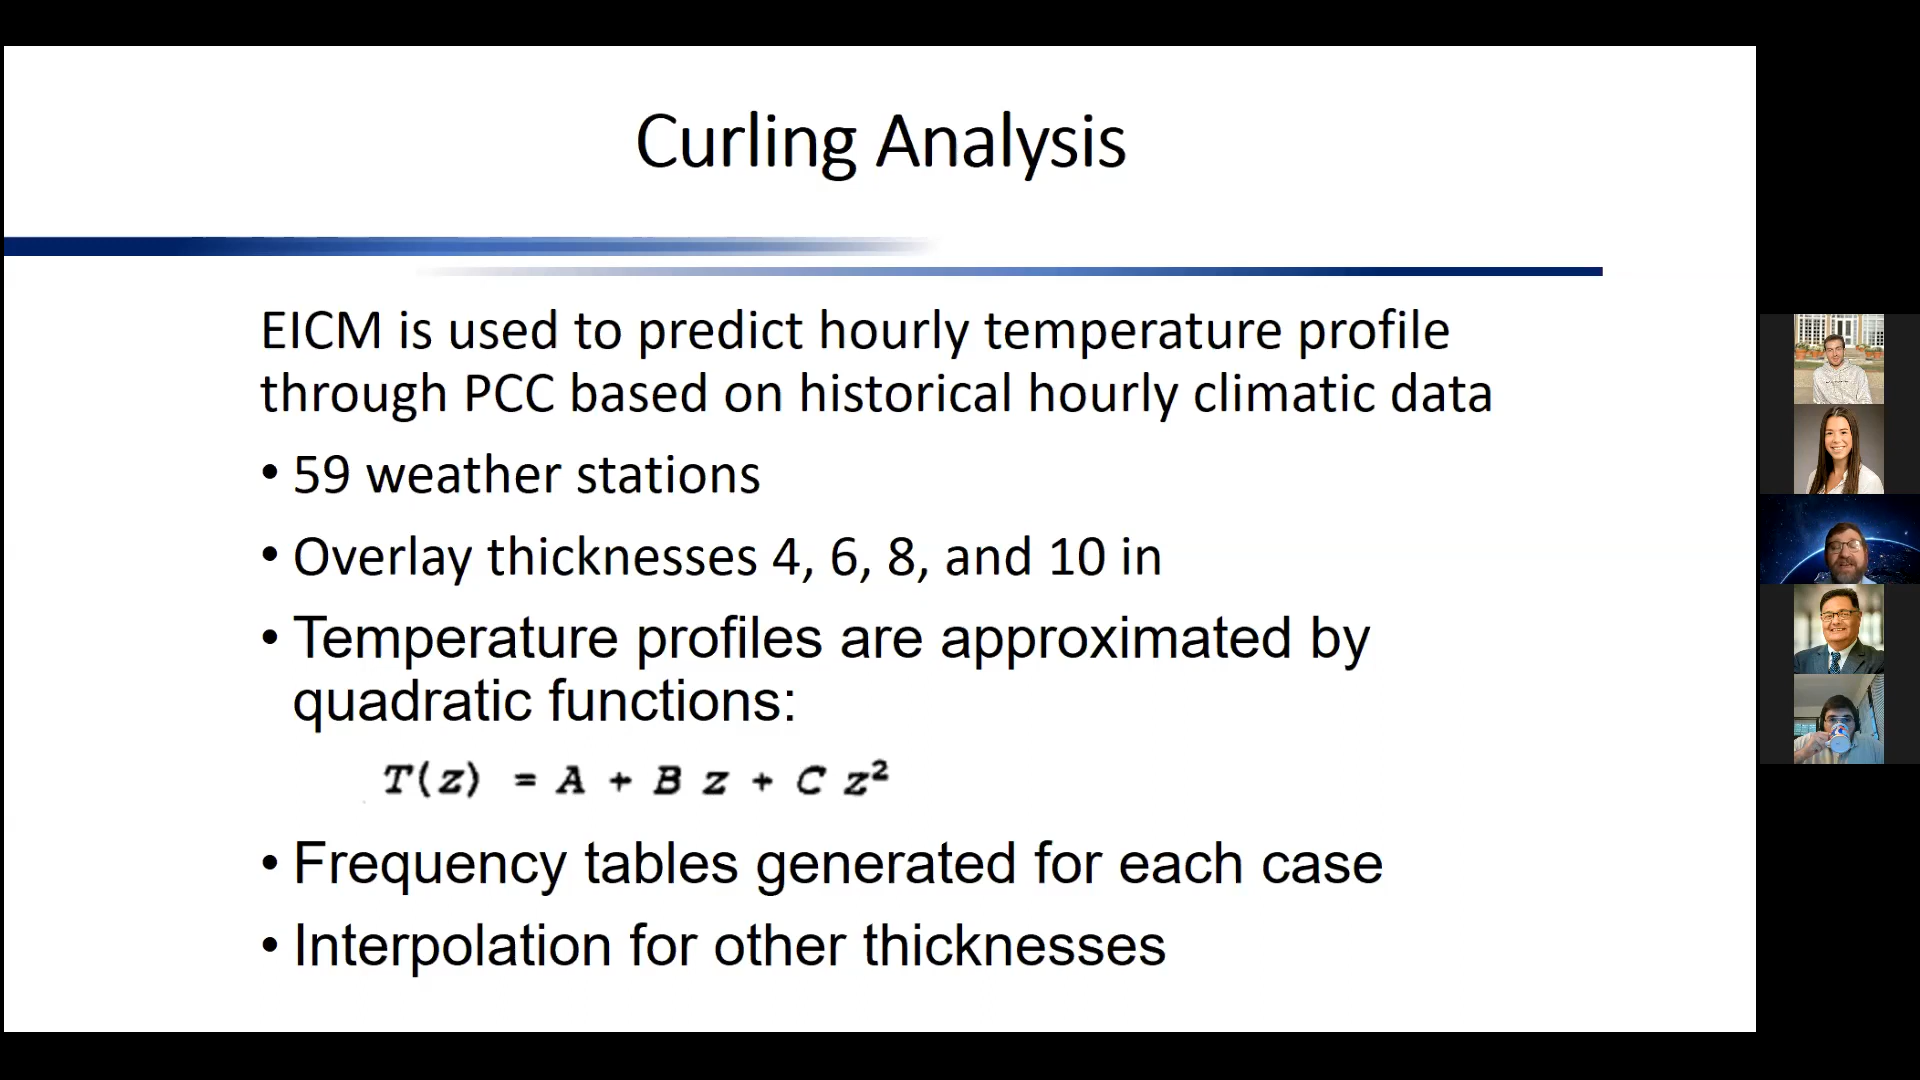 Curling Analysis
EICM is used to predict hourly temperature profile
through PCC based on historical hourly climatic data
• 59 weather stations
• Overlay thicknesses 4, 6, 8, and 10 in
• Temperature profiles are approximated by
quadratic functions:
T(z) = A + B z + C z²
• Frequency tables generated for each case
• Interpolation for other thicknesses